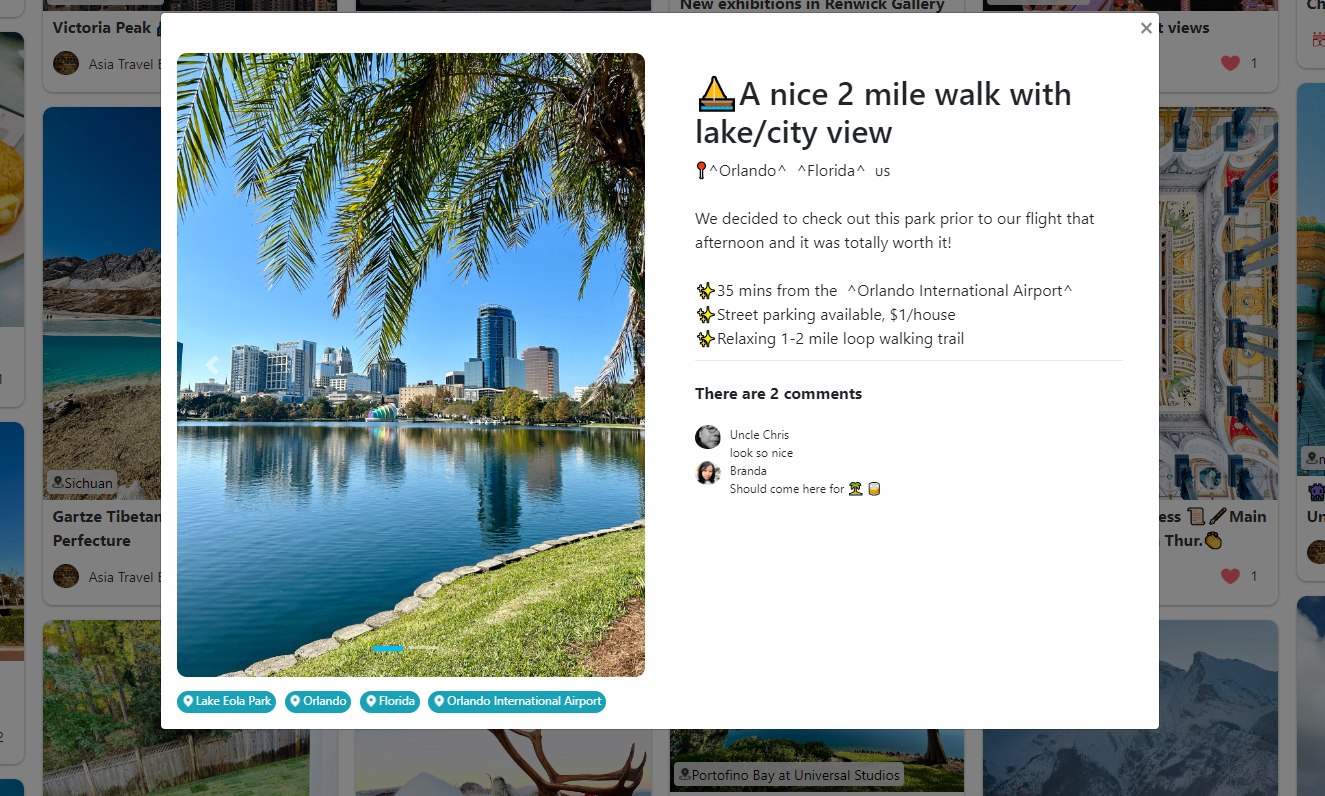 New exhibitions in Renwick Gallery
Victoria Peak
t views
Asia Travel E
1
⛵A nice 2 mile walk with
lake/city view
📍^Orlando^ ^Florida^ us
We decided to check out this park prior to our flight that
afternoon and it was totally worth it!
✨35 mins from the ^Orlando International Airport^
✨Street parking available, $1/house
✨Relaxing 1-2 mile loop walking trail
There are 2 comments
Uncle Chris
look so nice
Branda
Should come here for 🏝️ 🥃
Lake Eola Park
Orlando
Florida
Orlando International Airport
Sichuan
Gartze Tibetan
Perfecture
Asia Travel E
ess 📜🖌️Main
Thur.👏
1
Un
2
Portofino Bay at Universal Studios